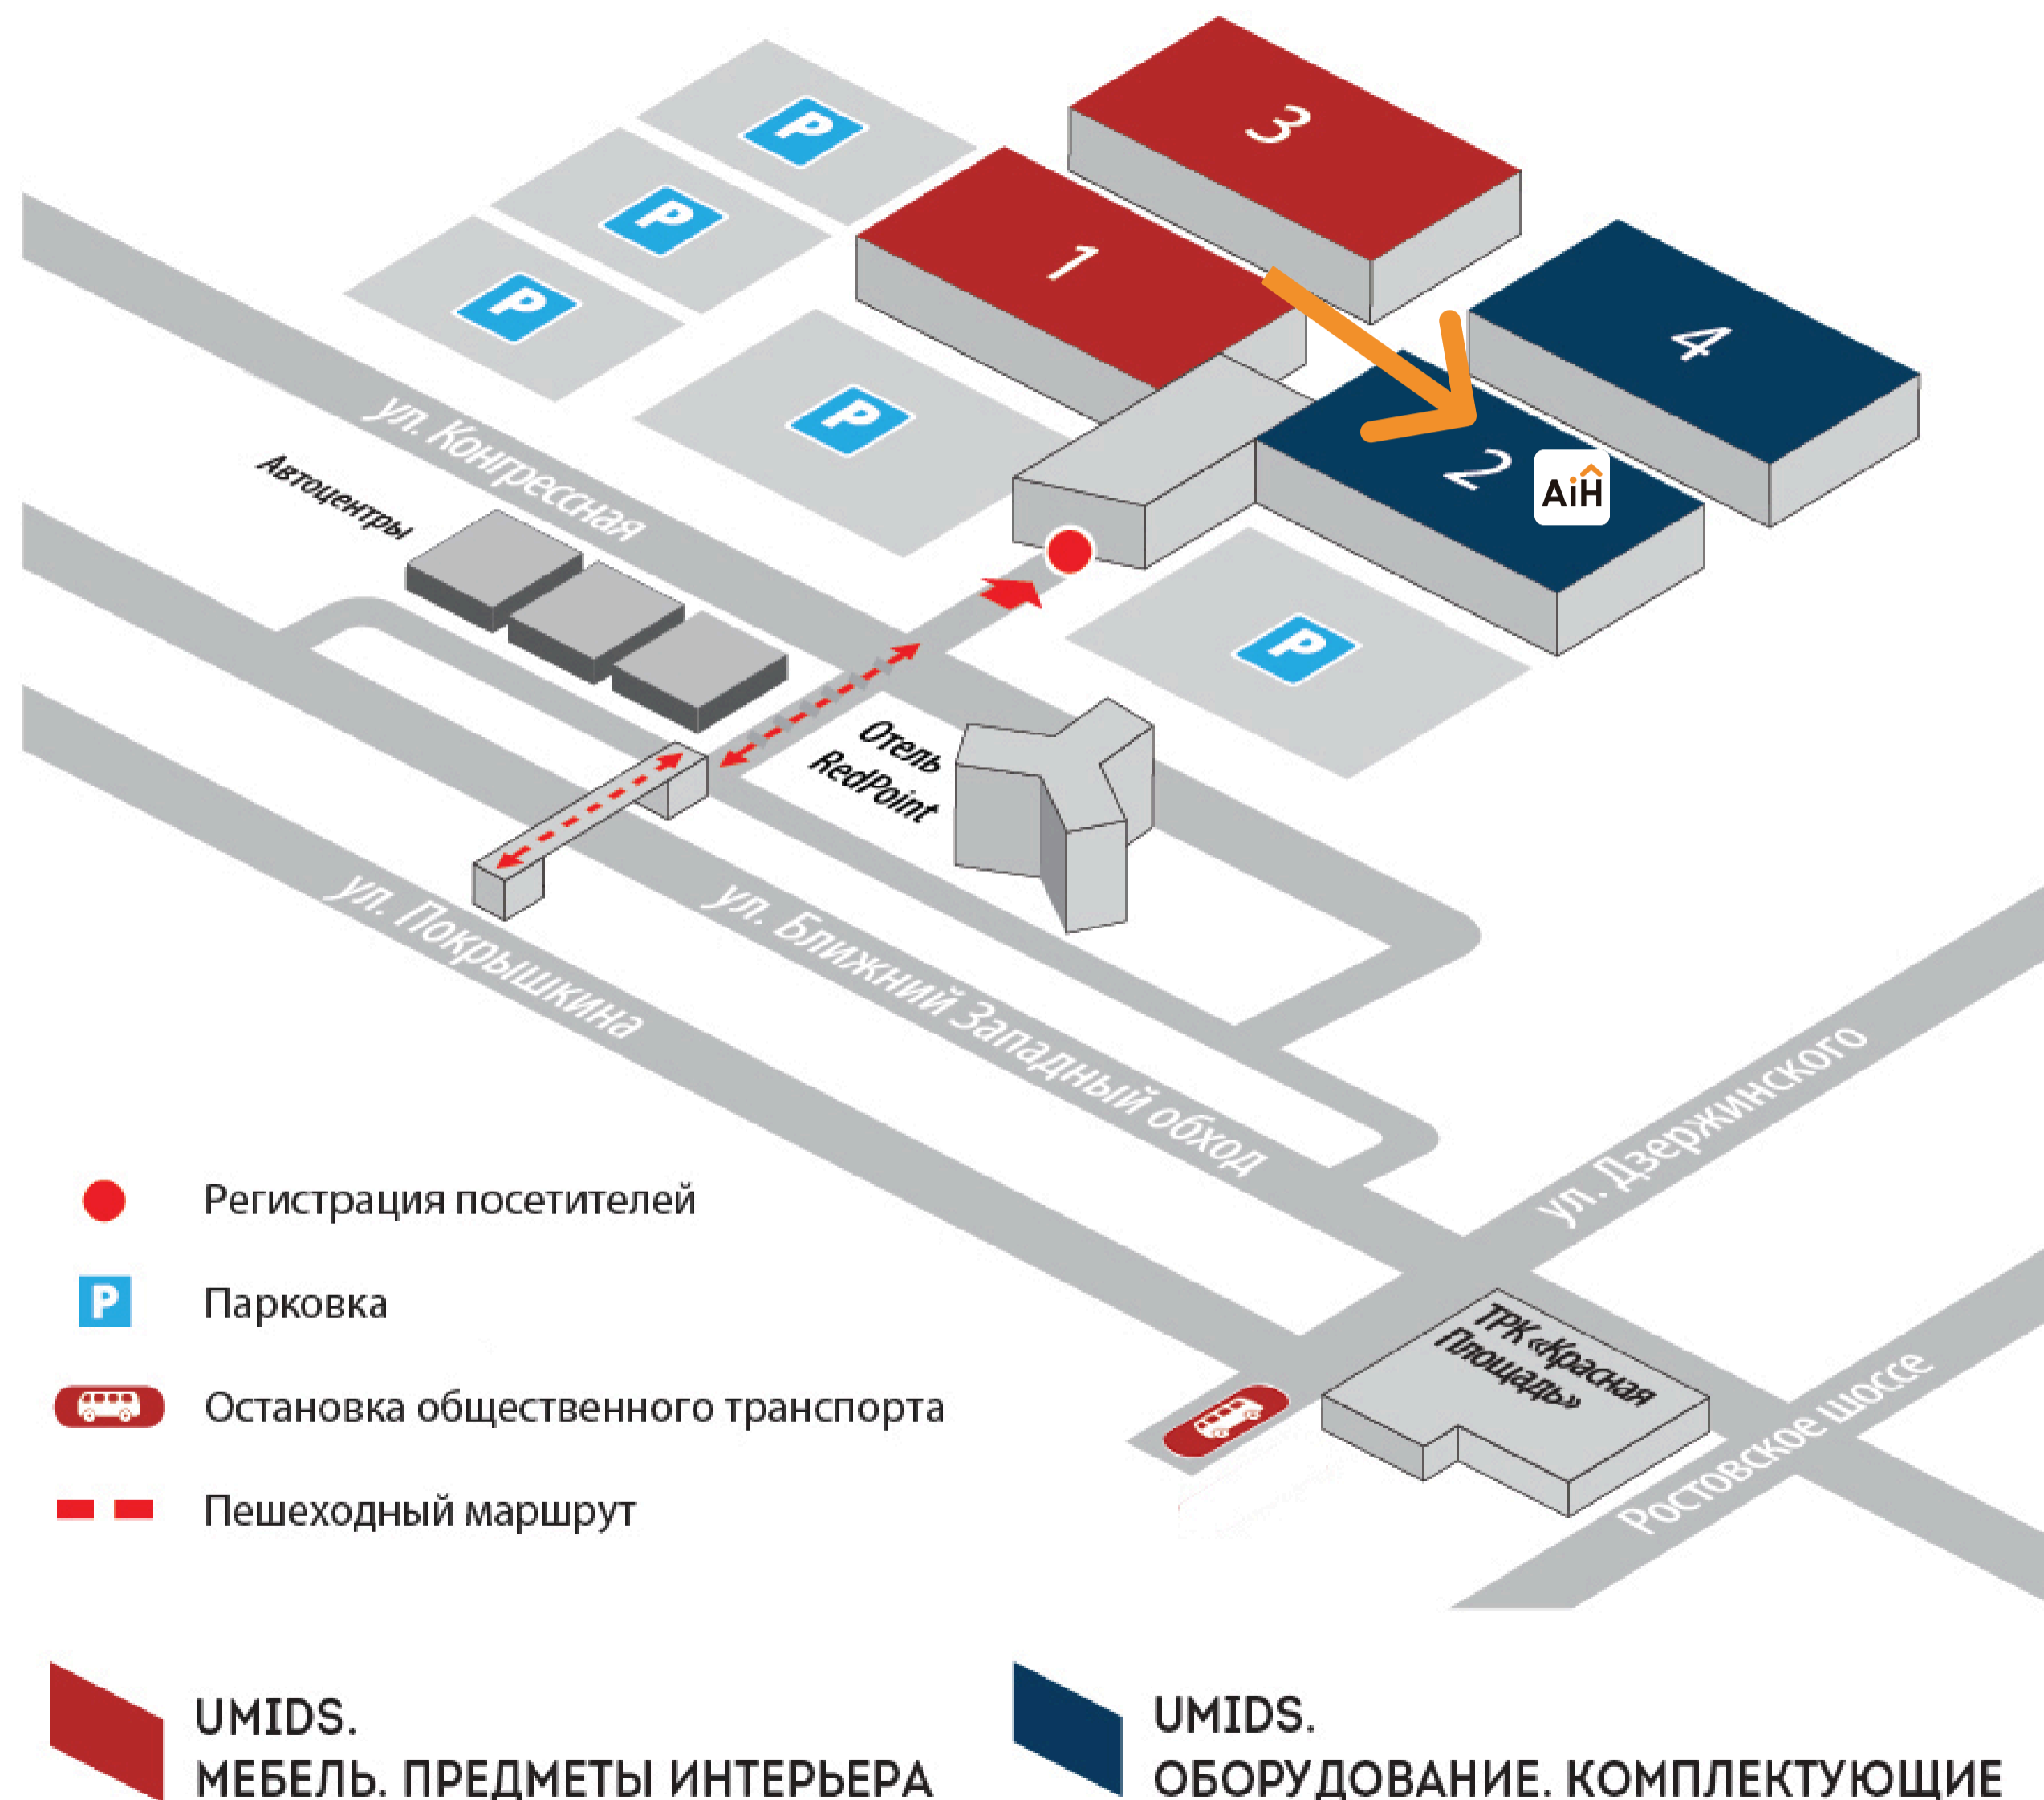 P
3
P
1
P
4
P
2
AiH
ул. Конгрессная
Автоцентры
P
Отель
RedPoint
ул. Покрышкина
ул. Ближний Западный обход
ул. Дзержинского
Регистрация посетителей
P
Парковка
ТРК «Красная
Площадь»
Остановка общественного транспорта
Ростовское шоссе
Пешеходный маршрут
UMIDS.
МЕБЕЛЬ. ПРЕДМЕТЫ ИНТЕРЬЕРА
UMIDS.
ОБОРУДОВАНИЕ. КОМПЛЕКТУЮЩИЕ